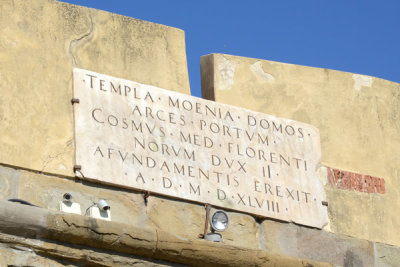 · TEMPLA · MOENIA · DOMOS ·
ARCES · PORTVM ·
COSMVS · MED · FLORENTI
NORVM DVX II ·
AFVNDAMENTIS EREXIT ·
· A · D · M · D · XLVIII ·